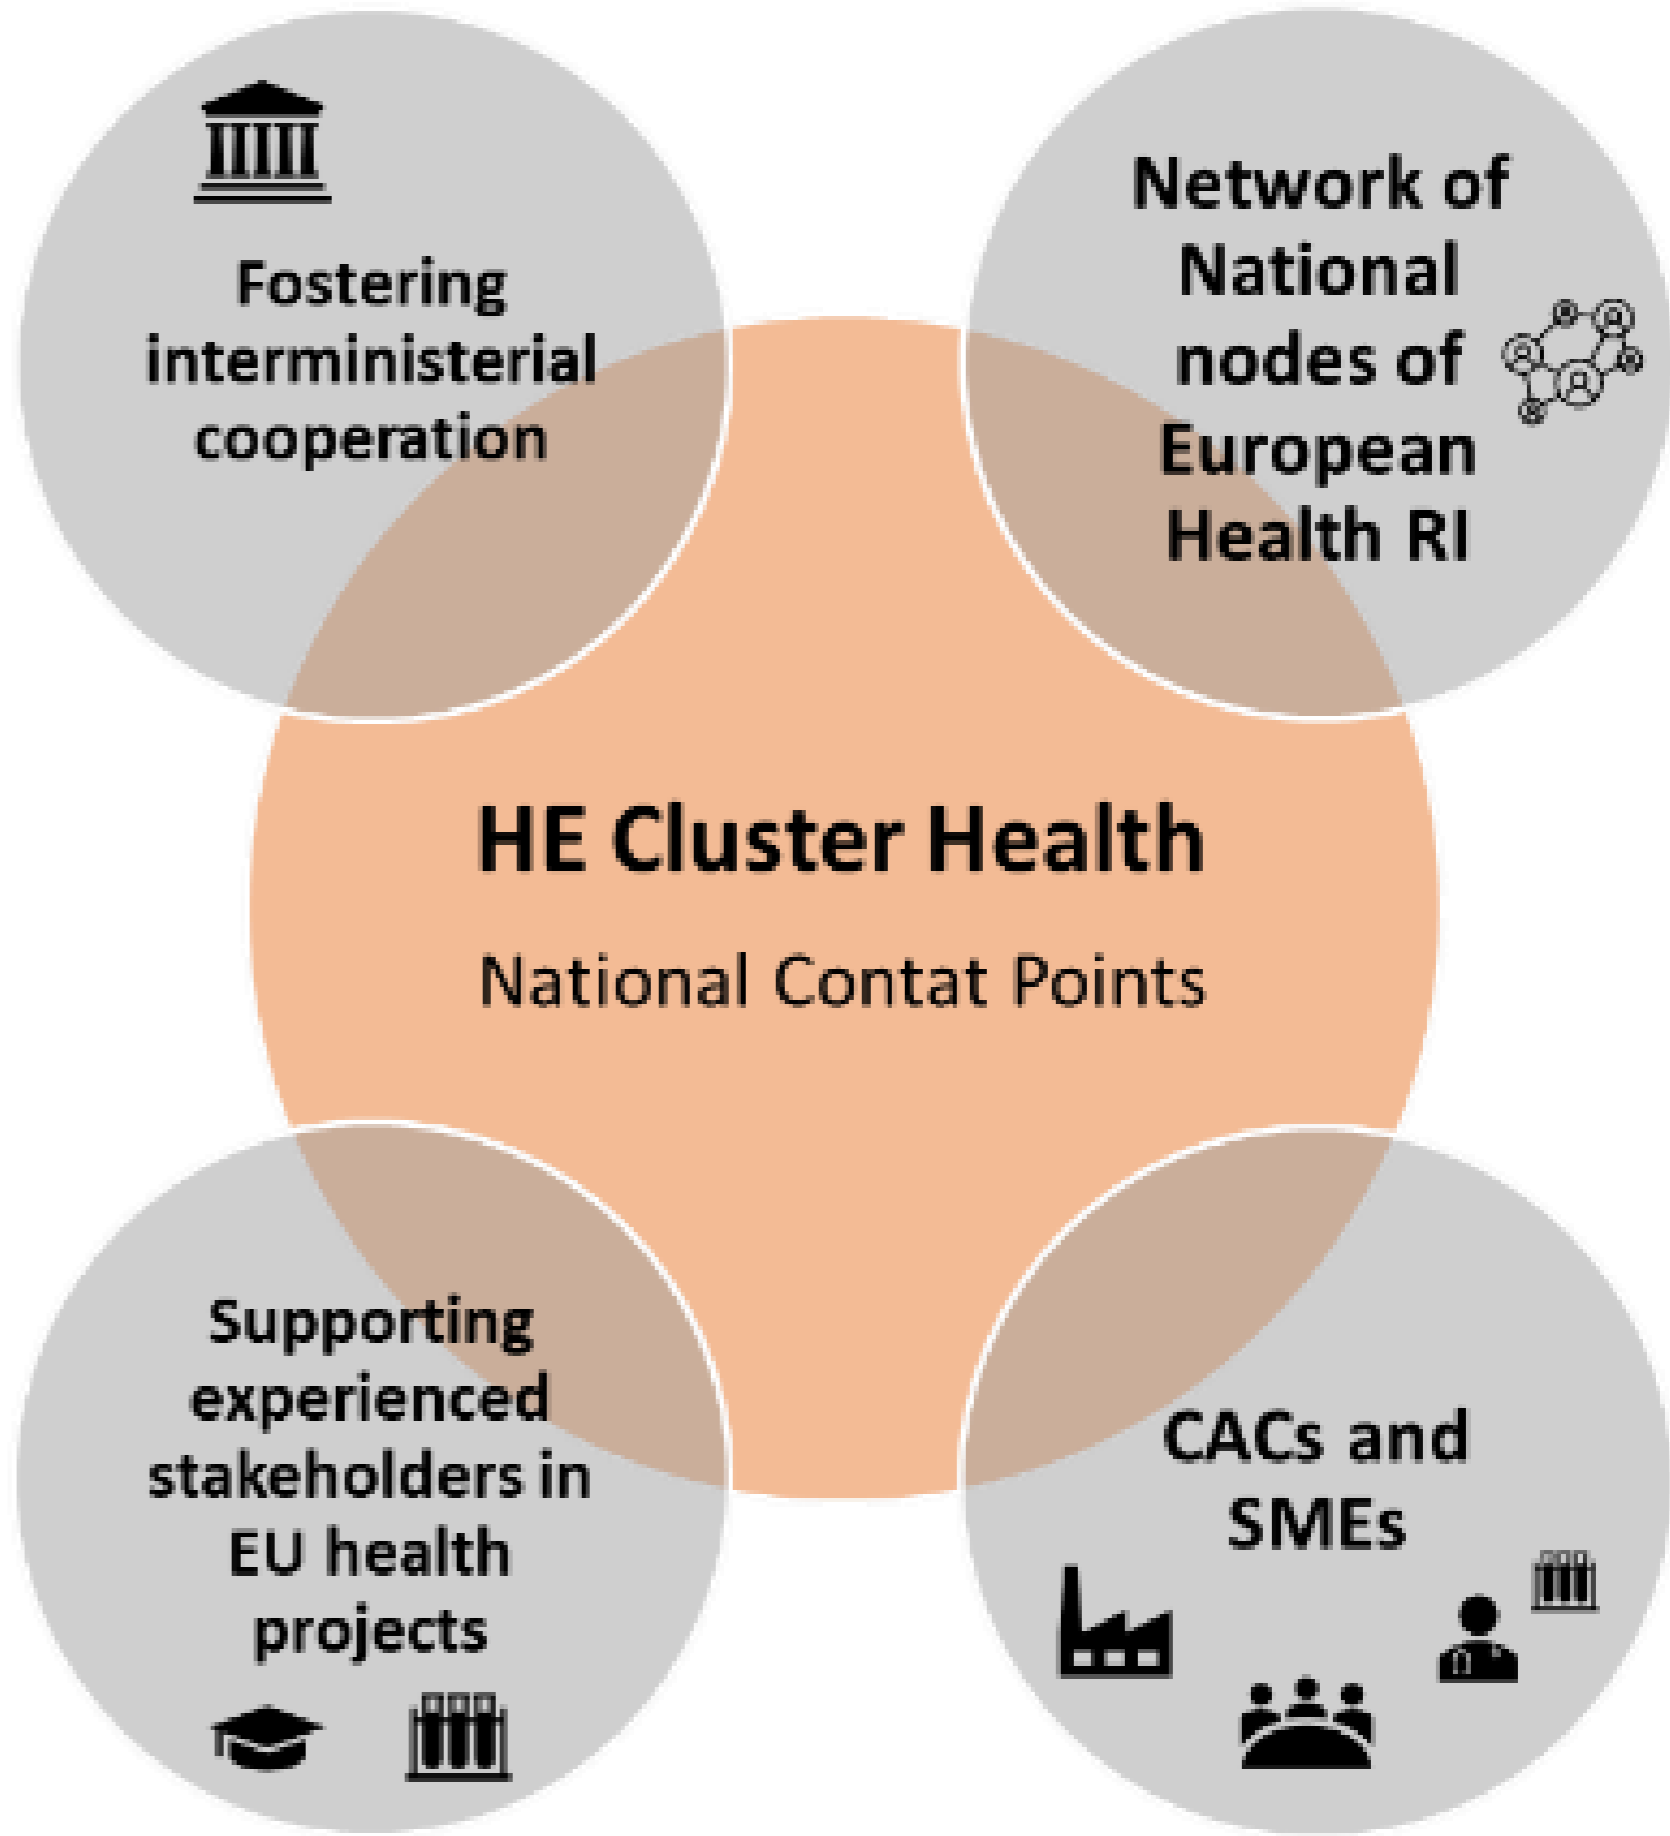 Fostering
interministerial
cooperation
Network of
National
nodes of
European
Health RI
HE Cluster Health
National Contat Points
Supporting
experienced
stakeholders in
EU health
projects
CACs and
SMEs